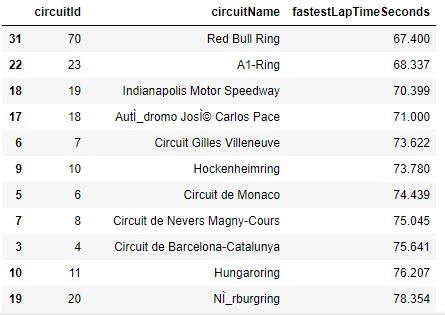 circuitId circuitName fastestLapTimeSeconds
31 70 Red Bull Ring 67.400
22 23 A1-Ring 68.337
18 19 Indianapolis Motor Speedway 70.399
17 18 AutÌ_dromo JosÌ© Carlos Pace 71.000
6 7 Circuit Gilles Villeneuve 73.622
9 10 Hockenheimring 73.780
5 6 Circuit de Monaco 74.439
7 8 Circuit de Nevers Magny-Cours 75.045
3 4 Circuit de Barcelona-Catalunya 75.641
10 11 Hungaroring 76.207
19 20 NÌ_rburgring 78.354